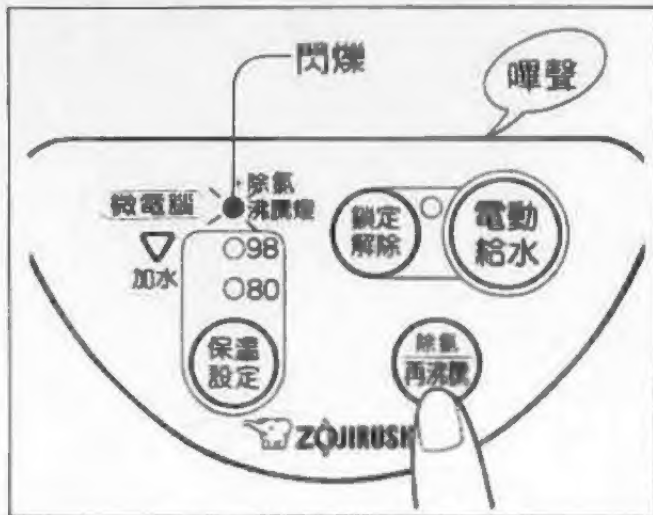 閃爍
嗶聲
微電腦
除氯
沸騰燈
加水
98
80
保溫
設定
鎖定
解除
電動
給水
除氯
再沸騰
ZOJIRUSHI